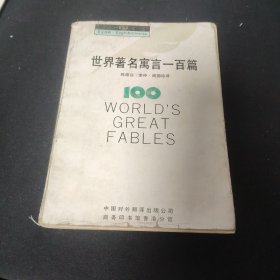 世界著名寓言一百篇
100
WORLD'S
GREAT
FABLES
中国对外翻译出版公司
商务印书馆香港分馆